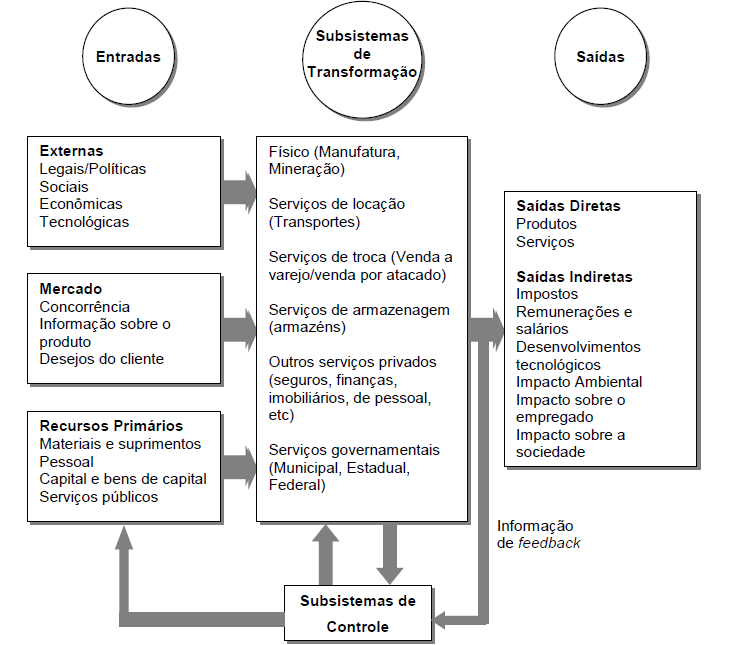 Entradas
Subsistemas
de
Transformação
Saídas
Externas
Legais/Políticas
Sociais
Econômicas
Tecnológicas
Mercado
Concorrência
Informação sobre o
produto
Desejos do cliente
Recursos Primários
Materiais e suprimentos
Pessoal
Capital e bens de capital
Serviços públicos
Físico (Manufatura,
Mineração)
Serviços de locação
(Transportes)
Serviços de troca (Venda a
varejo/venda por atacado)
Serviços de armazenagem
(armazéns)
Outros serviços privados
(seguros, finanças,
imobiliários, de pessoal,
etc)
Serviços governamentais
(Municipal, Estadual,
Federal)
Saídas Diretas
Produtos
Serviços
Saídas Indiretas
Impostos
Remunerações e
salários
Desenvolvimentos
tecnológicos
Impacto Ambiental
Impacto sobre o
empregado
Impacto sobre a
sociedade
Informação
de feedback
Subsistemas de
Controle